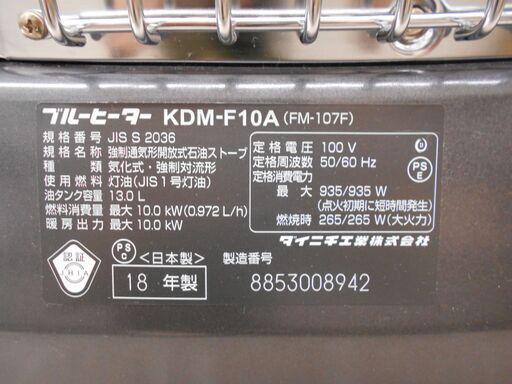 ブルーヒーター KDM-F10A (FM-107F)
規格番号 JIS S 2036
規格名 強制通気形開放式石油ストーブ
種類 気化式・強制対流形
使用燃料 灯油(JIS1号灯油)
油タンク容量 13.0 L
燃料消費量 最大 10.0 kW(0.972 L/h)
暖房出力 最大 10.0 kW
定格電圧 100 V
定格周波数 50/60 Hz
定格消費電力
最大 935/935 W
(点火初期に短時間発生)
燃焼時 265/265 W(大火力)
PS
E
ダイニチ工業株式会社
認証
JHIA
PS
C
<日本製>
18 年製
製造番号
8853008942